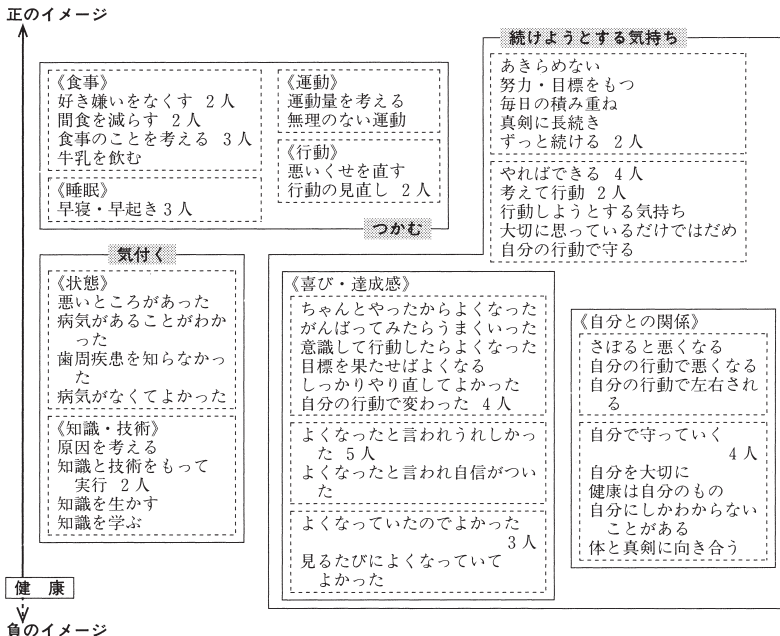 正のイメージ
続けようとする気持ち
あきらめない
努力・目標をもつ
毎日の積み重ね
真剣に長続き
ずっと続ける 2人
やればできる 4人
考えて行動 2人
行動しようとする気持ち
大切に思っているだけではだめ
自分の行動で守る
《食事》
好き嫌いをなくす 2人
間食を減らす 2人
食事のことを考える 3人
牛乳を飲む
《睡眠》
早寝・早起き3人
《運動》
運動量を考える
無理のない運動
《行動》
悪いくせを直す
行動の見直し 2人
つかむ
気付く
《状態》
悪いところがあった
病気があることがわか
った
歯周疾患を知らなかっ
た
病気がなくてよかった
《知識・技術》
原因を考える
知識と技術をもって
実行 2人
知識を生かす
知識を学ぶ
《喜び・達成感》
ちゃんとやったからよくなった
がんばってみたらうまくいった
意識して行動したらよくなった
目標を果たせばよくなる
しっかりやり直してよかった
自分の行動で変わった 4人
よくなったと言われうれしかっ
た 5人
よくなったと言われ自信がつい
た
よくなっていたのでよかった
3人
見るたびによくなっていて
よかった
《自分との関係》
さぼると悪くなる
自分の行動で悪くなる
自分の行動で左右され
る
自分で守っていく
4人
自分を大切に
健康は自分のもの
自分にしかわからない
ことがある
体と真剣に向き合う
健 康
負のイメージ